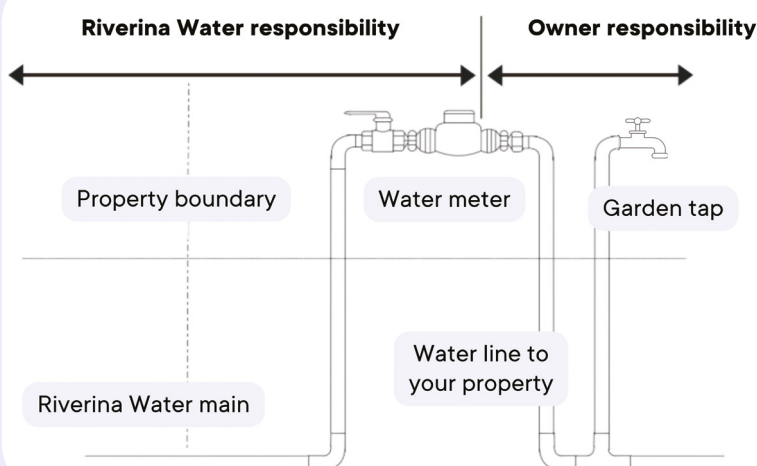 Riverina Water responsibility
Owner responsibility
Property boundary
Water meter
Garden tap
Water line to
your property
Riverina Water main